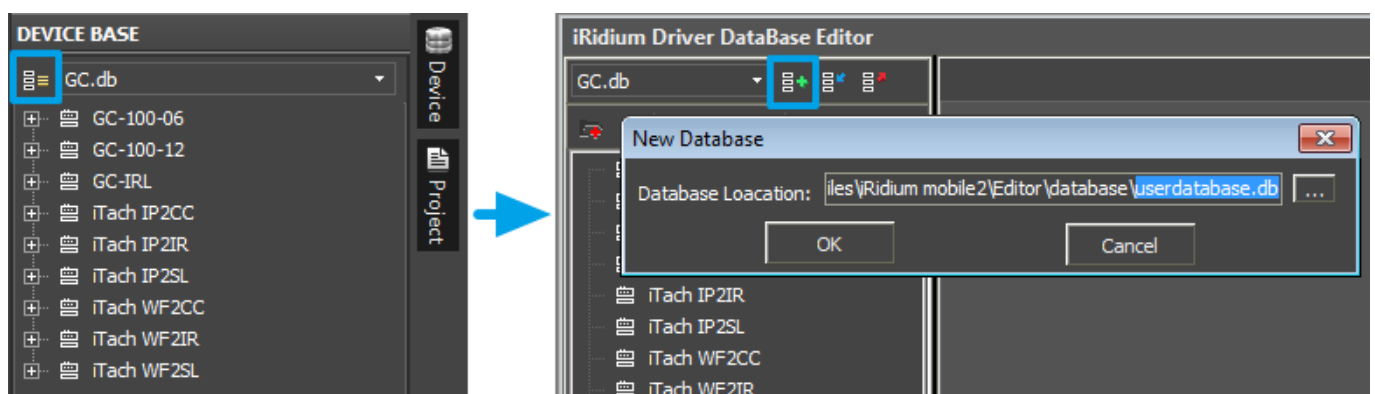 DEVICE BASE
GC.db
GC-100-06
GC-100-12
GC-IRL
iTach IP2CC
iTach IP2IR
iTach IP2SL
iTach WF2CC
iTach WF2IR
iTach WF2SL
Device
Project
iRidium Driver DataBase Editor
GC.db
New Database
Database Loacation:
iles\iRidium mobile2\Editor\database\userdatabase.db
...
OK
Cancel
iTach IP2IR
iTach IP2SL
iTach WF2CC
iTach WF2IR